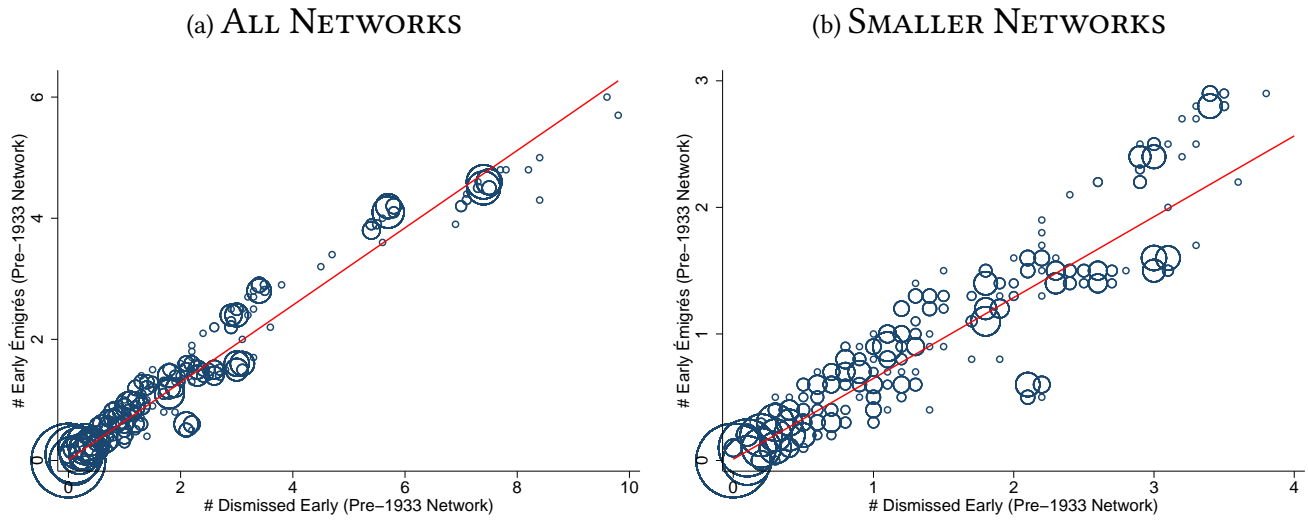 (a) ALL NETWORKS
# Early Émigrés (Pre−1933 Network)
6
4
2
0
0 2 4 6 8 10
# Dismissed Early (Pre−1933 Network)
(b) SMALLER NETWORKS
# Early Émigrés (Pre−1933 Network)
3
2
1
0
0 1 2 3 4
# Dismissed Early (Pre−1933 Network)